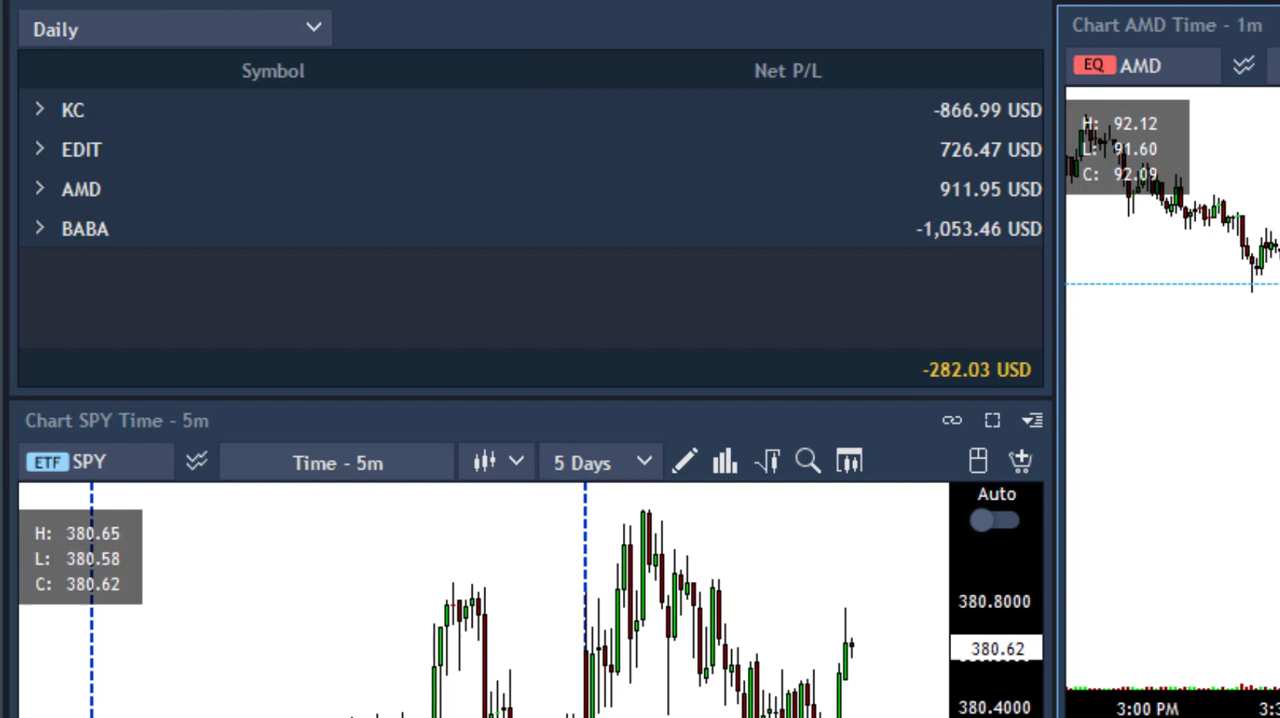 Daily
Symbol Net P/L
KC -866.99 USD
EDIT 726.47 USD
AMD 911.95 USD
BABA -1,053.46 USD
-282.03 USD
Chart SPY Time - 5m
ETF SPY Time - 5m 5 Days
Auto
H: 380.65
L: 380.58
C: 380.62
380.8000
380.62
380.4000
Chart AMD Time - 1m
EQ AMD
H: 92.12
L: 91.60
C: 92.09
3:00 PM